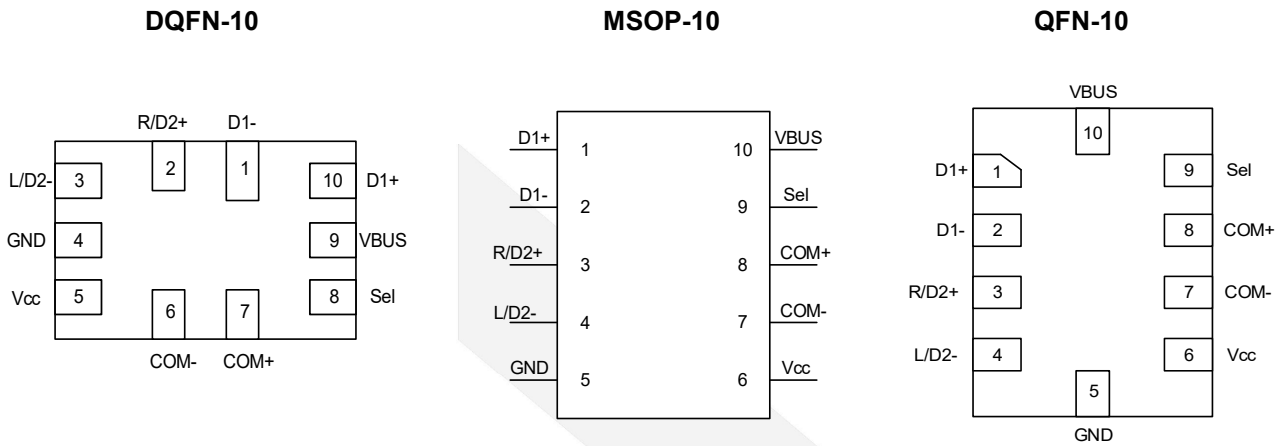 DQFN-10
MSOP-10
QFN-10
R/D2+ D1-
L/D2- 3 2 1 10 D1+
GND 4 9 VBUS
Vcc 5 6 7 8 Sel
COM- COM+
D1+ 1 10 VBUS
D1- 2 9 Sel
R/D2+ 3 8 COM+
L/D2- 4 7 COM-
GND 5 6 Vcc
VBUS
10
D1+ 1 9 Sel
D1- 2 8 COM+
R/D2+ 3 7 COM-
L/D2- 4 6 Vcc
5
GND